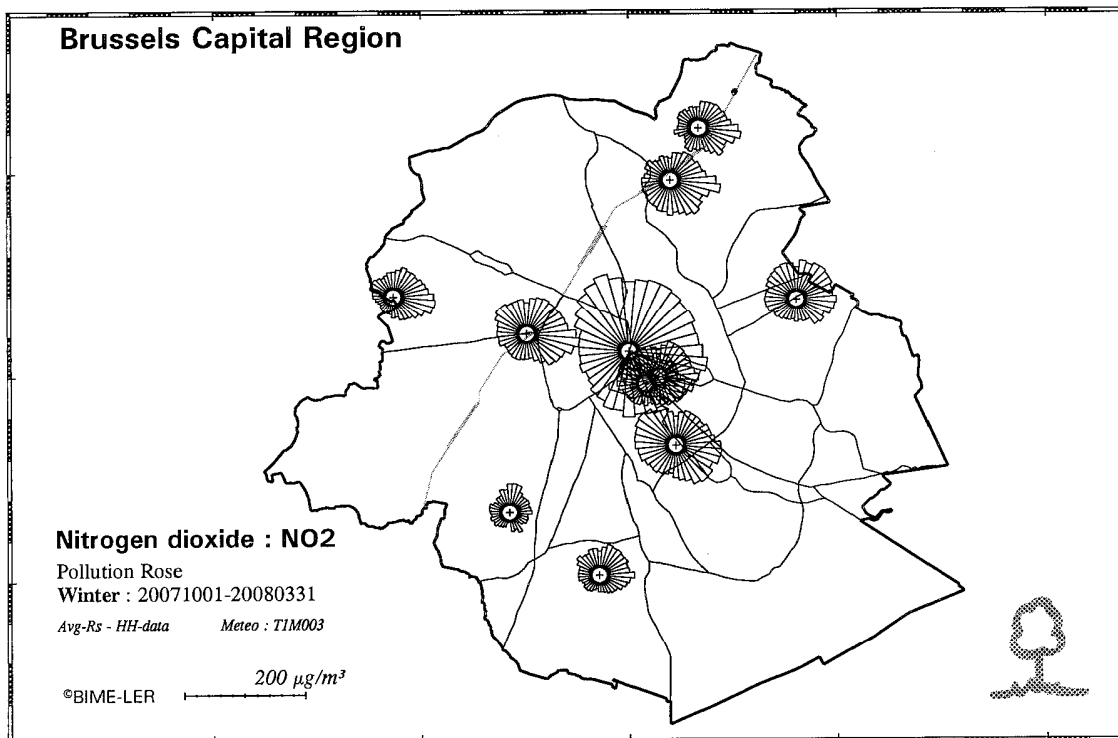 Brussels Capital Region
Nitrogen dioxide : NO2
Pollution Rose
Winter : 20071001-20080331
Avg-Rs - HH-data Meteo : T1M003
200 µg/m³
©BIME-LER